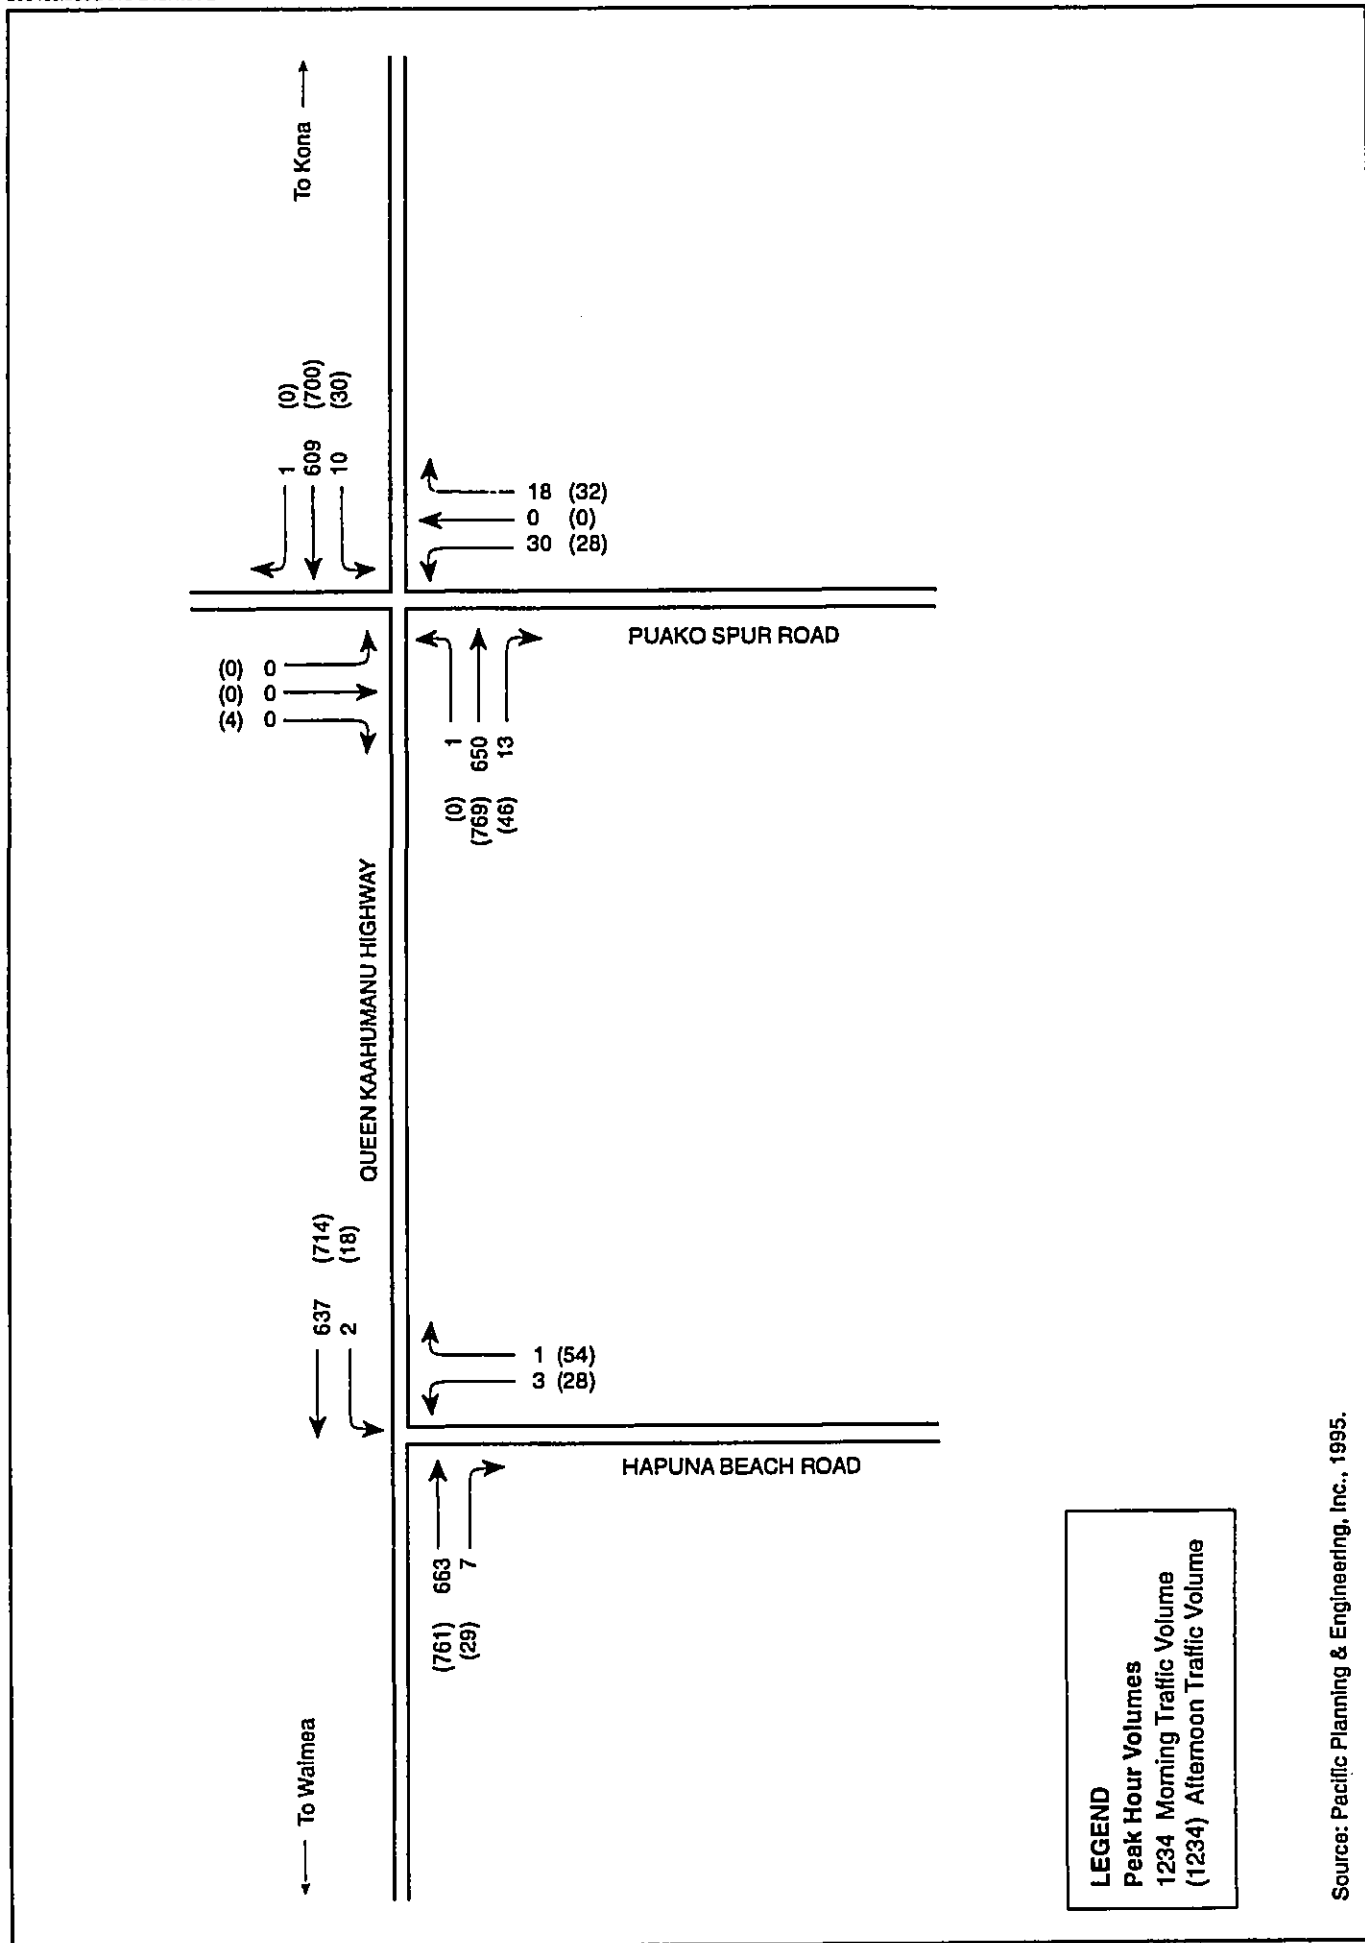 ← To Waimea
To Kona →
(0) 0
(0) 0
(4) 0
637 (714)
2 (18)
QUEEN KAAHUMANU HIGHWAY
1 (0)
609 (700)
10 (30)
(761) 663
(29) 7
1 (54)
3 (28)
HAPUNA BEACH ROAD
(0) 1
(769) 650
(46) 13
18 (32)
0 (0)
30 (28)
PUAKO SPUR ROAD
LEGEND
Peak Hour Volumes
1234 Morning Traffic Volume
(1234) Afternoon Traffic Volume
Source: Pacific Planning & Engineering, Inc., 1995.